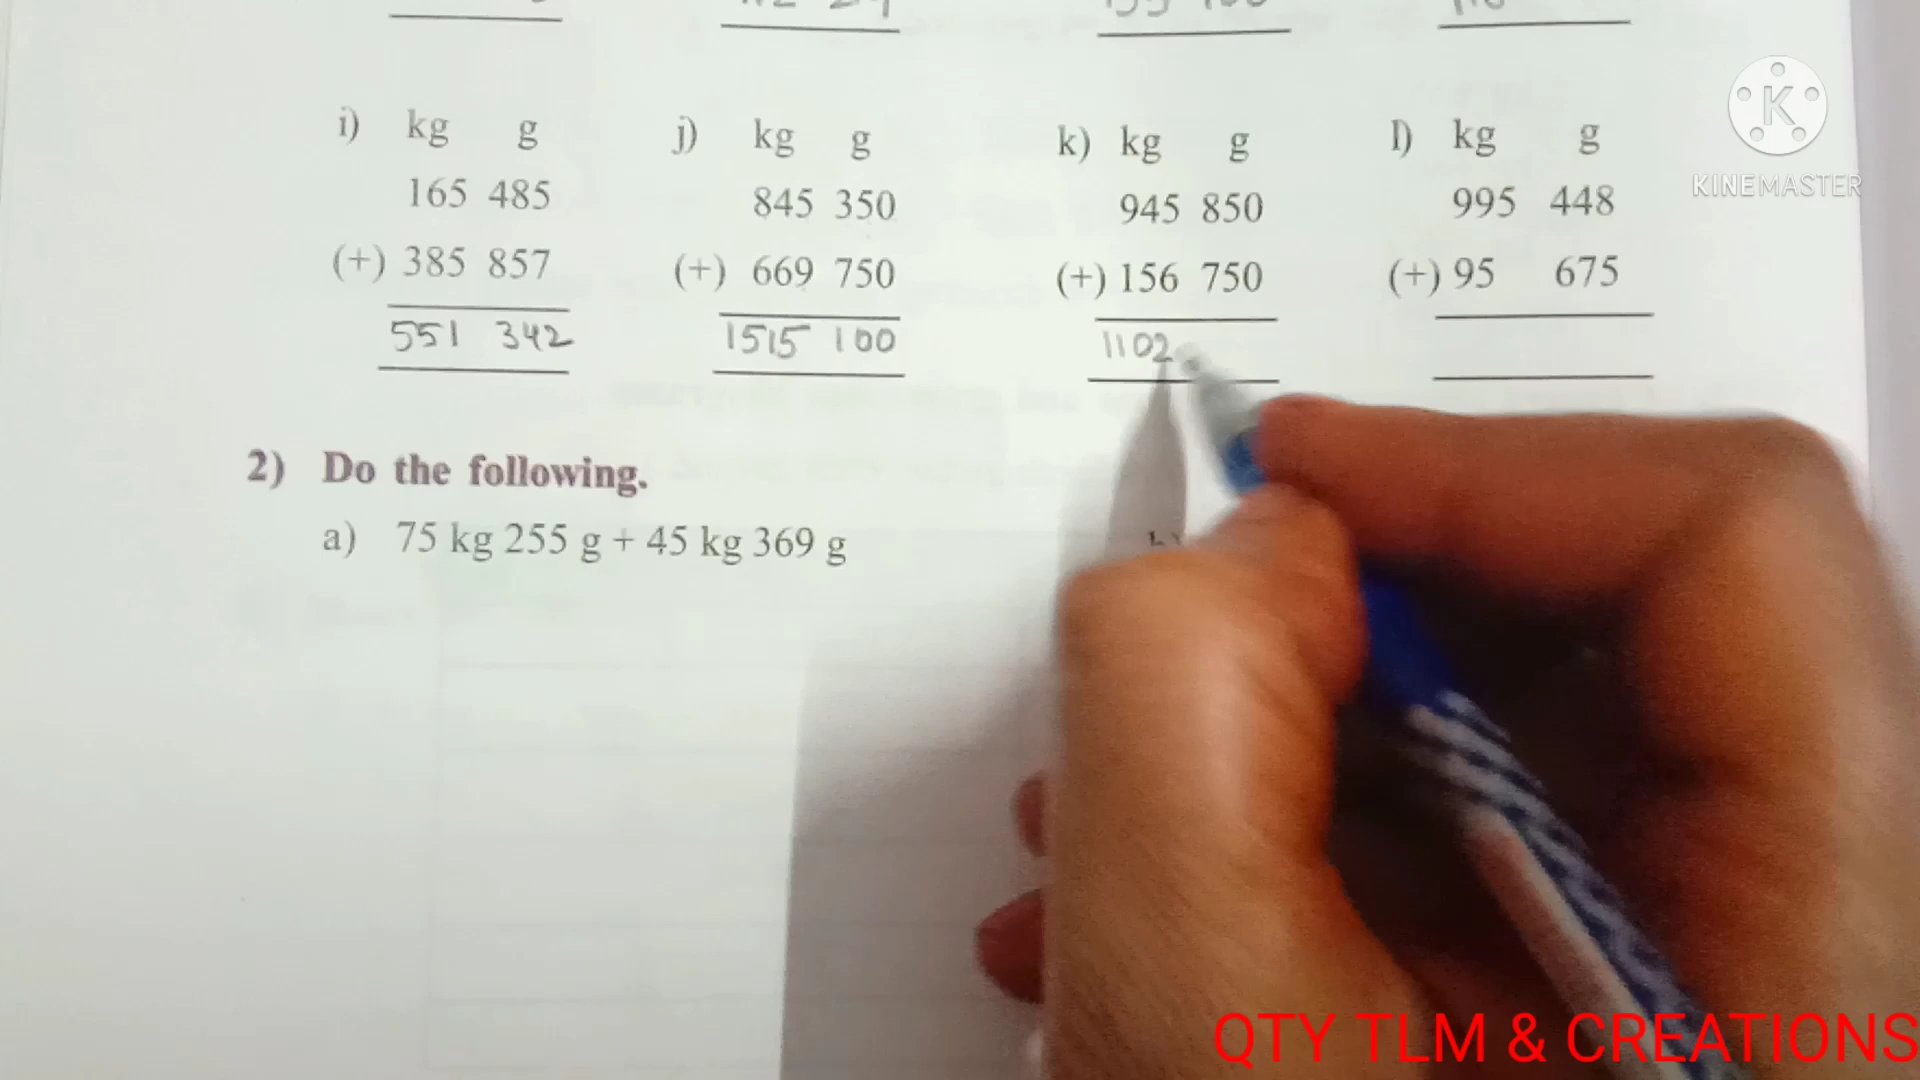 i) kg g
165 485
(+) 385 857
551 342
j) kg g
845 350
(+) 669 750
1515 100
k) kg g
945 850
(+) 156 750
1102
l) kg g
995 448
(+) 95 675
2) Do the following.
a) 75 kg 255 g + 45 kg 369 g
K
KINEMASTER
QTY TLM & CREATIONS